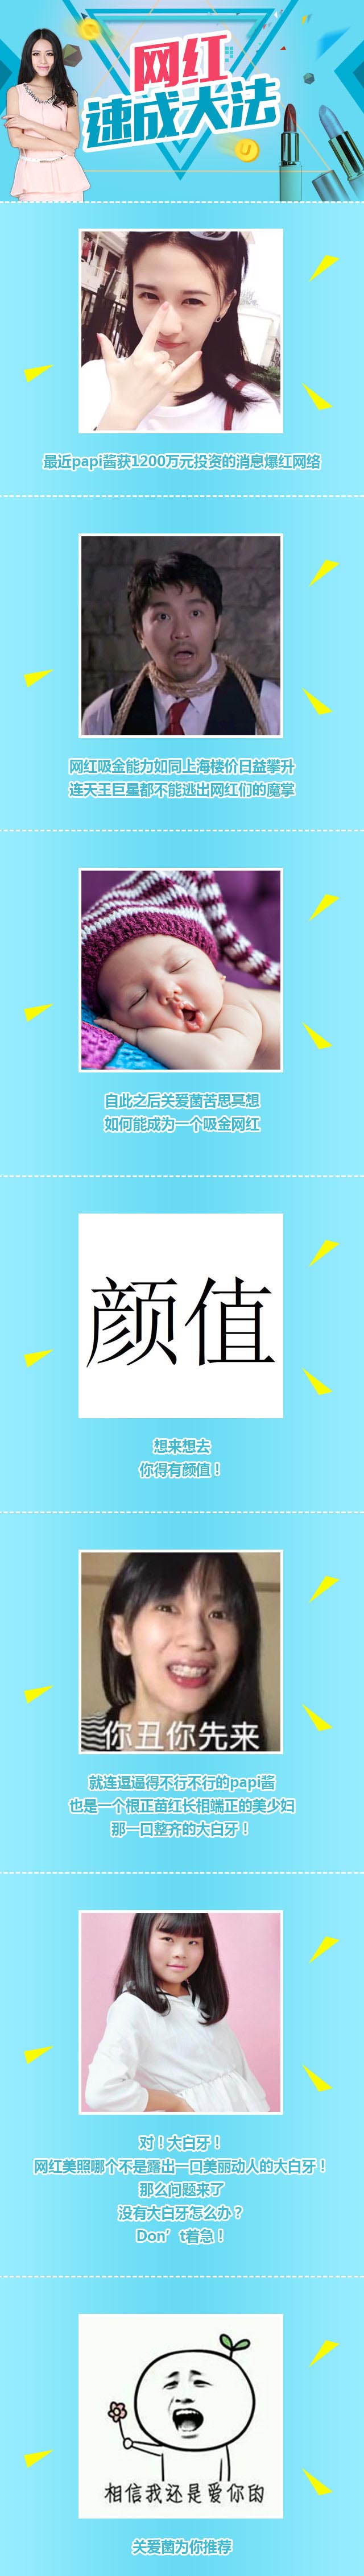 网红
速成大法
最近papi酱获1200万元投资的消息爆红网络
网红吸金能力如同上海楼价日益攀升
连天王巨星都不能逃出网红们的魔掌
自此之后关爱菌苦思冥想
如何能成为一个吸金网红
颜值
想来想去
你得有颜值！
你丑你先来
就连逗逼得不行不行的papi酱
也是一个根正苗红长相端正的美少妇
那一口整齐的大白牙！
对！大白牙！
网红美照哪个不是露出一口美丽动人的大白牙！
那么问题来了
没有大白牙怎么办？
Don’t着急！
相信我还是爱你的
关爱菌为你推荐